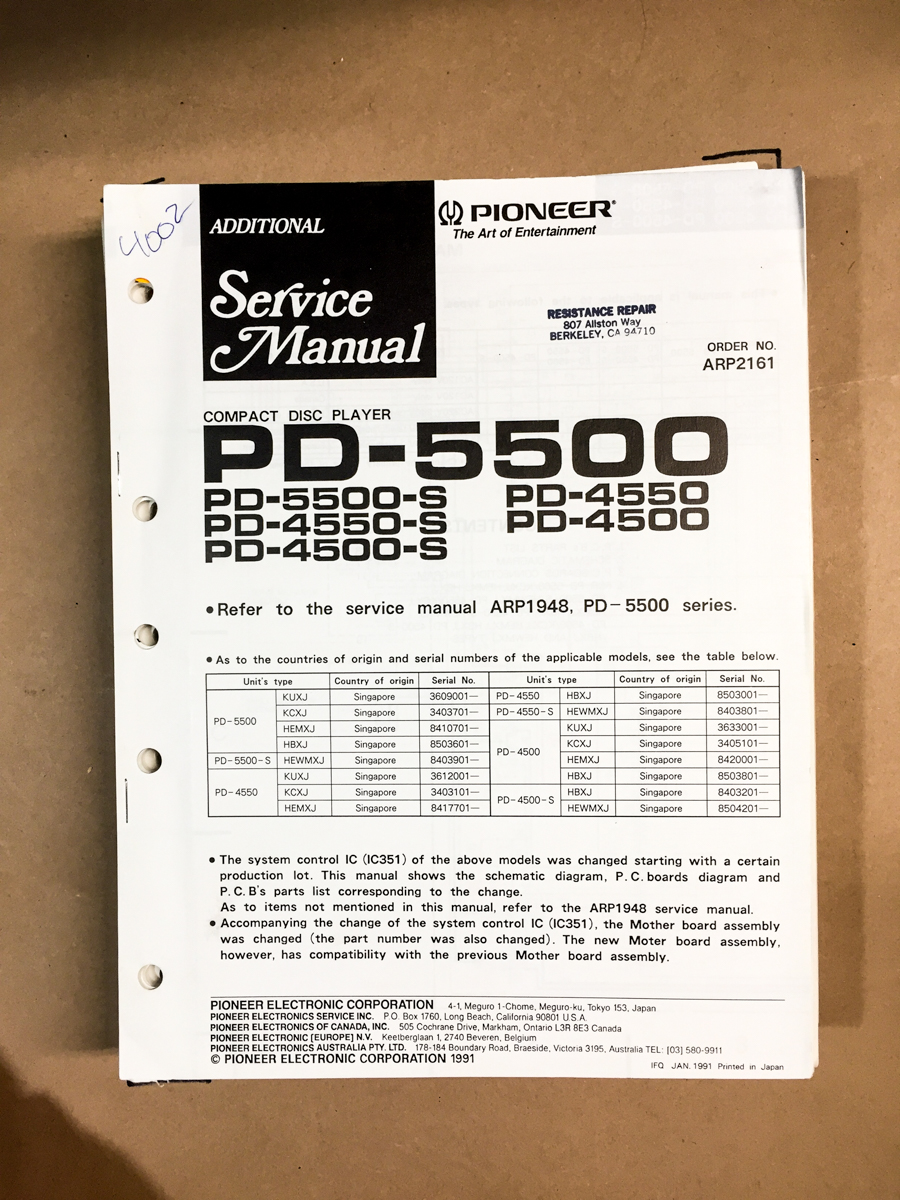 4002
ADDITIONAL
Service
Manual
PIONEER®
The Art of Entertainment
RESISTANCE REPAIR
807 Allston Way
BERKELEY, CA 94710
ORDER NO.
ARP2161
COMPACT DISC PLAYER
PD-5500
PD-5500-S PD-4550
PD-4550-S PD-4500
PD-4500-S
●Refer to the service manual ARP1948, PD-5500 series.
●As to the countries of origin and serial numbers of the applicable models, see the table below.
Unit's type Country of origin Serial No. Unit's type Country of origin Serial No.
PD-5500 KUXJ Singapore 3609001— PD-4550 HBXJ Singapore 8503001—
KCXJ Singapore 3403701— PD-4550-S HEWMXJ Singapore 8403801—
HEMXJ Singapore 8410701— PD-4500 KUXJ Singapore 3633001—
HBXJ Singapore 8503601— KCXJ Singapore 3405101—
PD-5500-S HEWMXJ Singapore 8403901— HEMXJ Singapore 8420001—
PD-4550 KUXJ Singapore 3612001— HBXJ Singapore 8503801—
KCXJ Singapore 3403101— PD-4500-S HBXJ Singapore 8403201—
HEMXJ Singapore 8417701— HEWMXJ Singapore 8504201—
●The system control IC (IC351) of the above models was changed starting with a certain
production lot. This manual shows the schematic diagram, P.C.boards diagram and
P.C.B's parts list corresponding to the change.
As to items not mentioned in this manual, refer to the ARP1948 service manual.
●Accompanying the change of the system control IC (IC351), the Mother board assembly
was changed (the part number was also changed). The new Moter board assembly,
however, has compatibility with the previous Mother board assembly.
PIONEER ELECTRONIC CORPORATION 4-1, Meguro 1-Chome, Meguro-ku, Tokyo 153, Japan
PIONEER ELECTRONICS SERVICE INC. P.O. Box 1760, Long Beach, California 90801 U.S.A.
PIONEER ELECTRONICS OF CANADA, INC. 505 Cochrane Drive, Markham, Ontario L3R 8E3 Canada
PIONEER ELECTRONIC [EUROPE] N.V. Keetberglaan 1, 2740 Beveren, Belgium
PIONEER ELECTRONICS AUSTRALIA PTY. LTD. 178-184 Boundary Road, Braeside, Victoria 3195, Australia TEL: [03] 580-9911
© PIONEER ELECTRONIC CORPORATION 1991
IFQ JAN. 1991 Printed in Japan